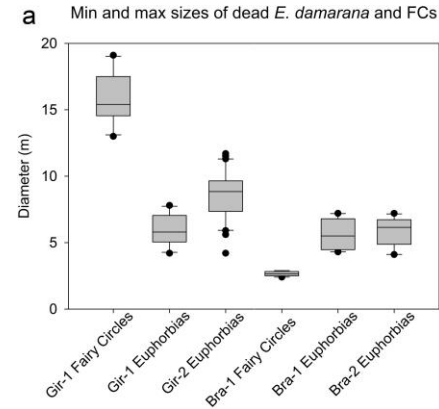 a
Min and max sizes of dead E. damarana and FCs
Diameter (m)
20
15
10
5
0
Gir-1 Fairy Circles
Gir-1 Euphorbias
Gir-2 Euphorbias
Bra-1 Fairy Circles
Bra-1 Euphorbias
Bra-2 Euphorbias